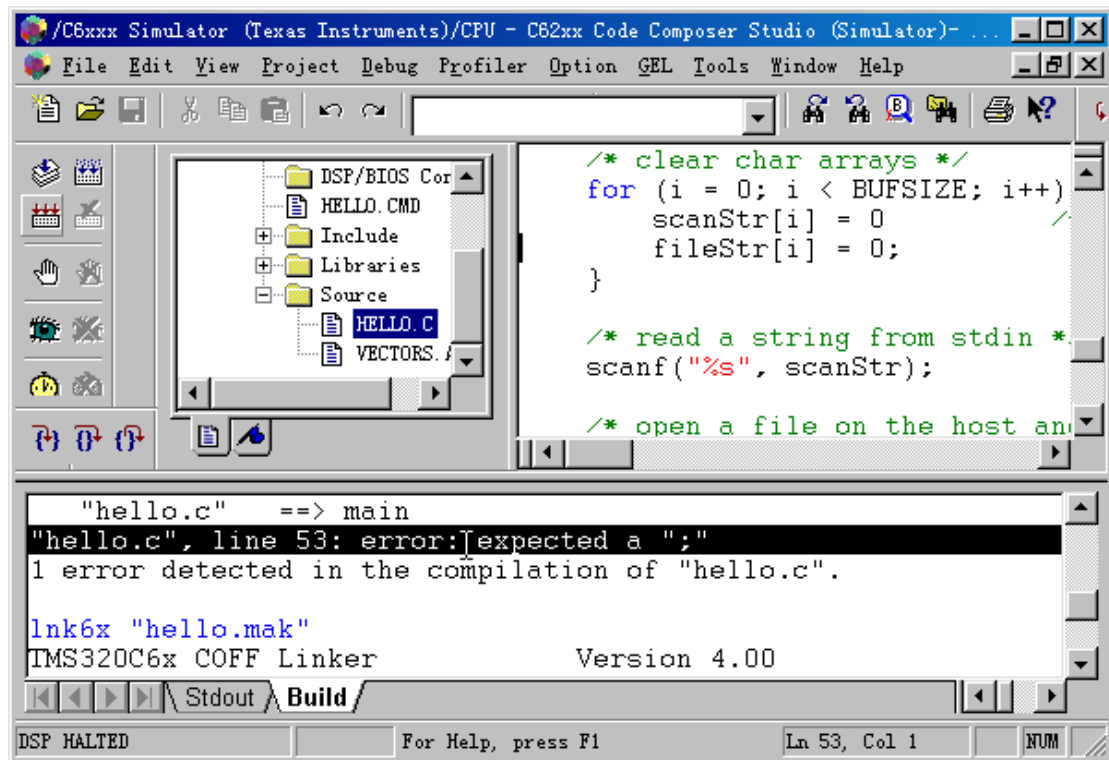 /C6xxx Simulator (Texas Instruments)/CPU - C62xx Code Composer Studio (Simulator)- ...
File Edit View Project Debug Profiler Option GEL Tools Window Help
DSP/BIOS Cor
HELLO.CMD
Include
Libraries
Source
HELLO.C
VECTORS.A
/* clear char arrays */
for (i = 0; i < BUFSIZE; i++)
scanStr[i] = 0 /
fileStr[i] = 0;
}
/* read a string from stdin *
scanf("%s", scanStr);
/* open a file on the host an
"hello.c" ==> main
"hello.c", line 53: error: expected a ";"
1 error detected in the compilation of "hello.c".
lnk6x "hello.mak"
TMS320C6x COFF Linker Version 4.00
Stdout Build
DSP HALTED For Help, press F1 Ln 53, Col 1 NUM